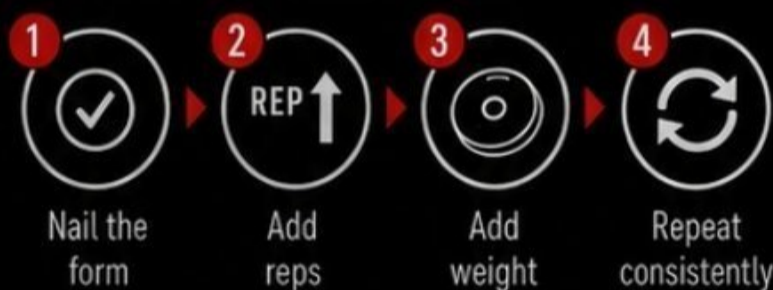 1
Nail the
form
2
REP
Add
reps
3
Add
weight
4
Repeat
consistently